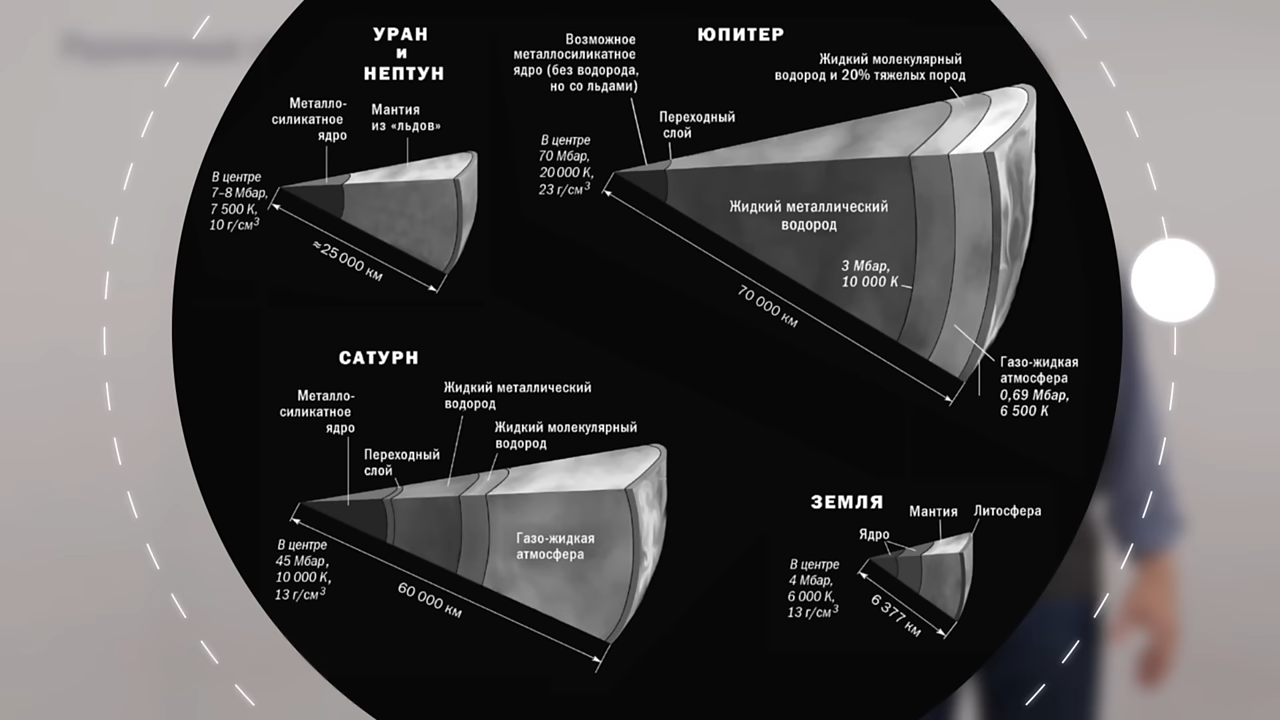 УРАН
и
НЕПТУН
Металло-
силикатное
ядро
Мантия
из «льдов»
В центре
7–8 Мбар,
7 500 K,
10 г/см³
≈25 000 км
ЮПИТЕР
Возможное
металлосиликатное
ядро (без водорода,
но со льдами)
Жидкий молекулярный
водород и 20% тяжелых пород
Переходный
слой
В центре
70 Мбар,
20 000 K,
23 г/см³
Жидкий металлический
водород
3 Мбар,
10 000 K
70 000 км
Газо-жидкая
атмосфера
0,69 Мбар,
6 500 K
САТУРН
Металло-
силикатное
ядро
Жидкий металлический
водород
Жидкий молекулярный
водород
Переходный
слой
Газо-жидкая
атмосфера
В центре
45 Мбар,
10 000 K,
13 г/см³
60 000 км
ЗЕМЛЯ
Ядро
Мантия
Литосфера
В центре
4 Мбар,
6 000 K,
13 г/см³
6 377 км